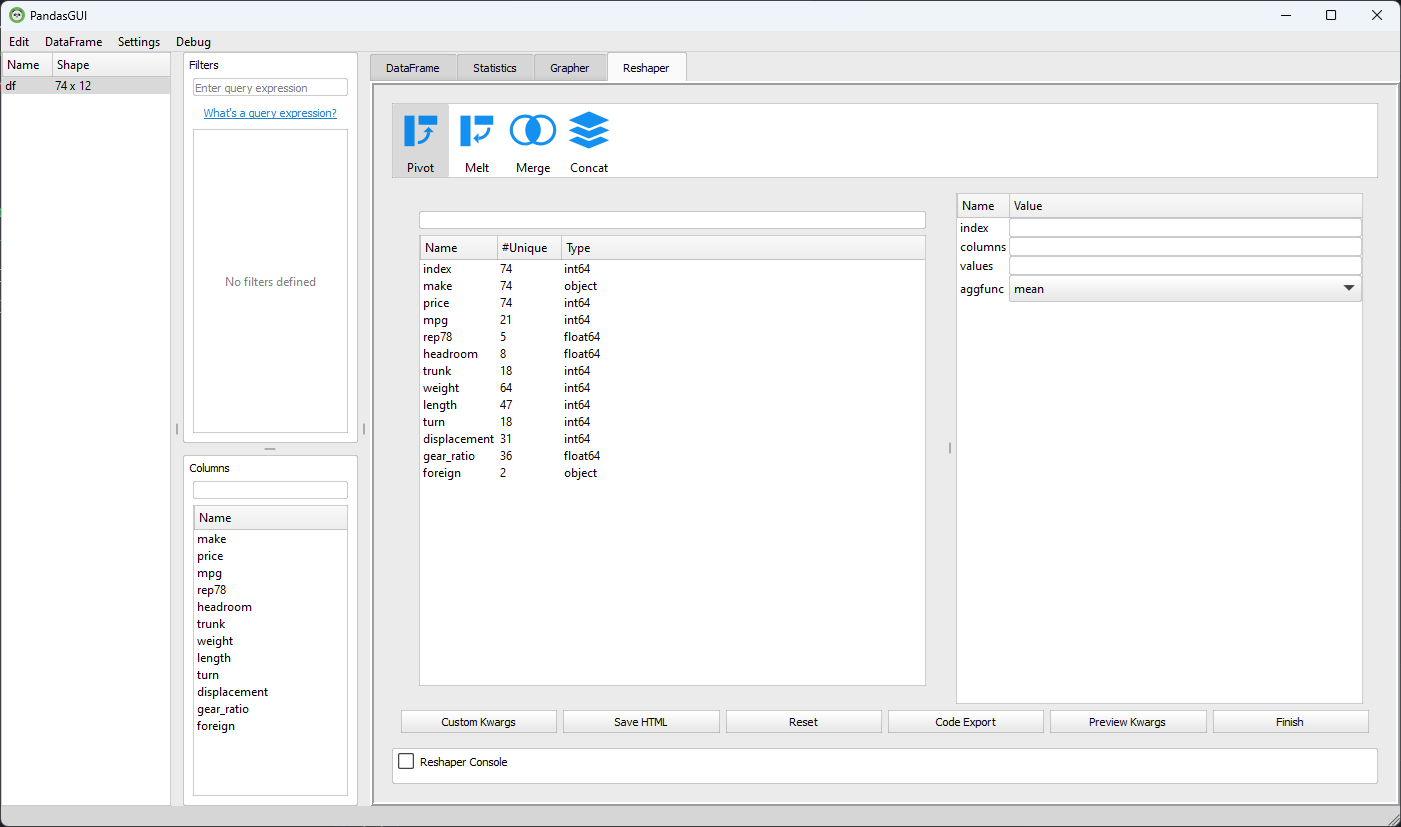 PandasGUI
Edit DataFrame Settings Debug
Name Shape
df 74 x 12
Filters
Enter query expression
What's a query expression?
No filters defined
Columns
Name
make
price
mpg
rep78
headroom
trunk
weight
length
turn
displacement
gear_ratio
foreign
DataFrame Statistics Grapher Reshaper
Pivot Melt Merge Concat
Name #Unique Type
index 74 int64
make 74 object
price 74 int64
mpg 21 int64
rep78 5 float64
headroom 8 float64
trunk 18 int64
weight 64 int64
length 47 int64
turn 18 int64
displacement 31 int64
gear_ratio 36 float64
foreign 2 object
Name Value
index
columns
values
aggfunc mean
Custom Kwargs Save HTML Reset Code Export Preview Kwargs Finish
Reshaper Console